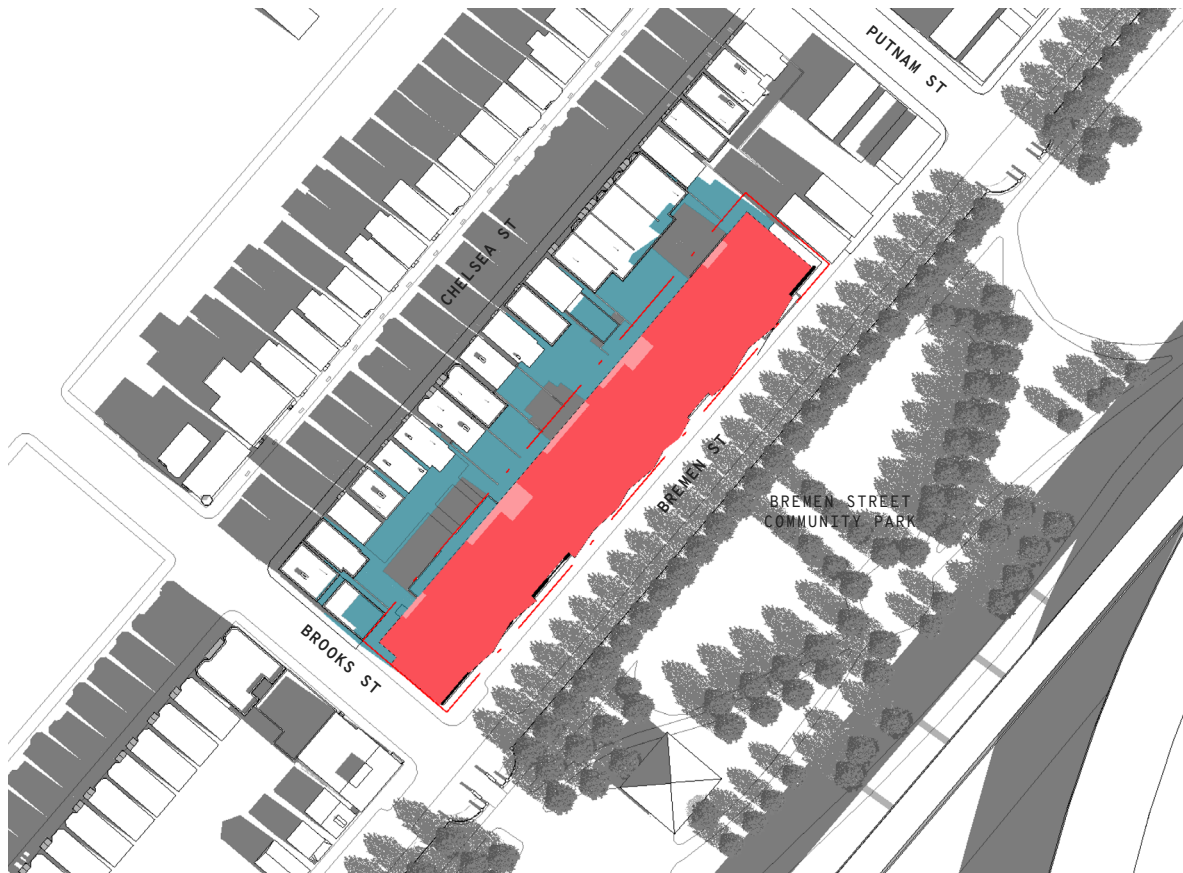 PUTNAM ST
CHELSEA ST
BREMEN ST
BREMEN STREET
COMMUNITY PARK
BROOKS ST